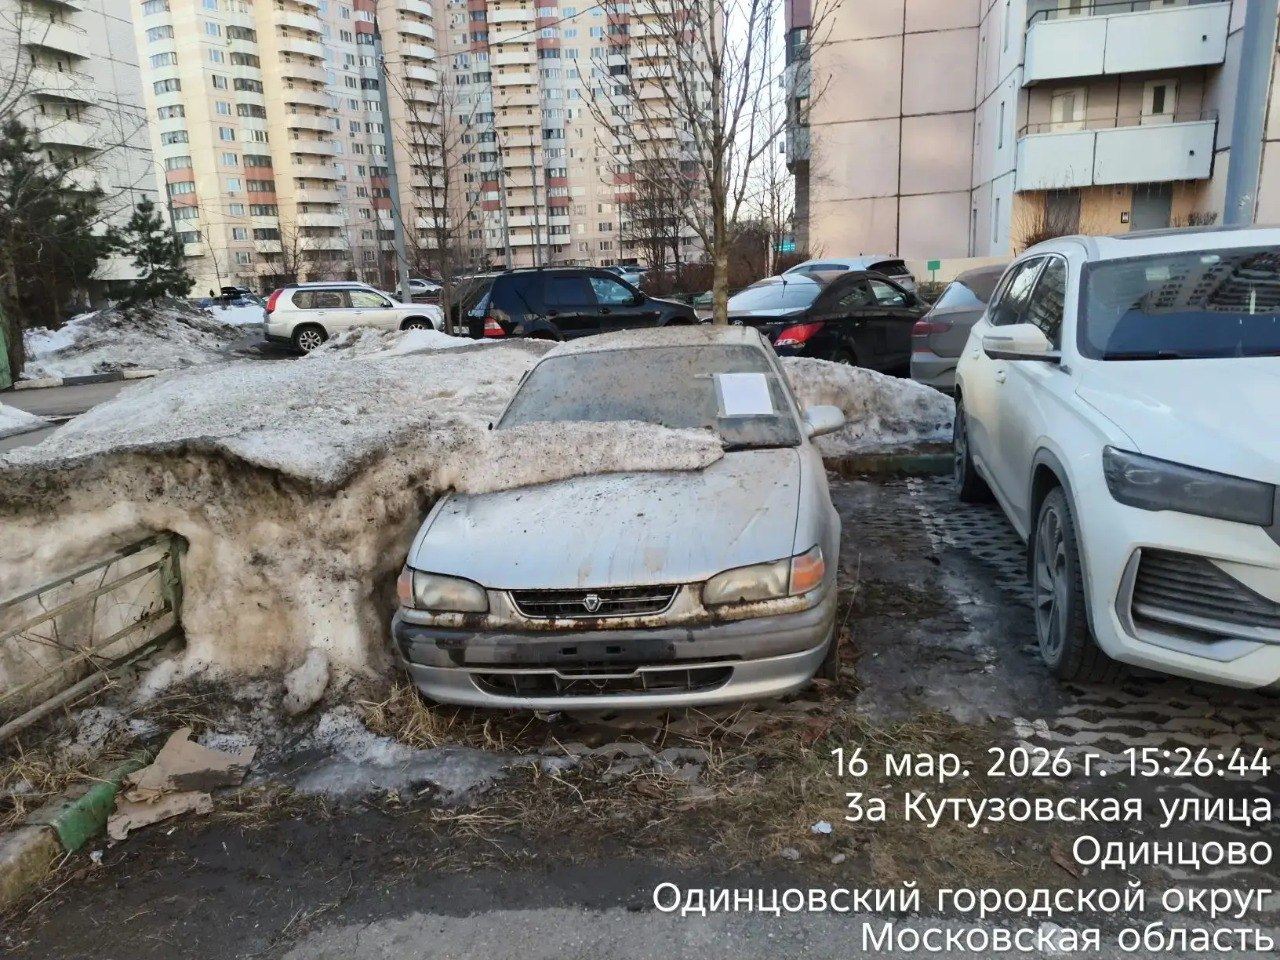 16 мар. 2026 г. 15:26:44
3а Кутузовская улица
Одинцово
Одинцовский городской округ
Московская область